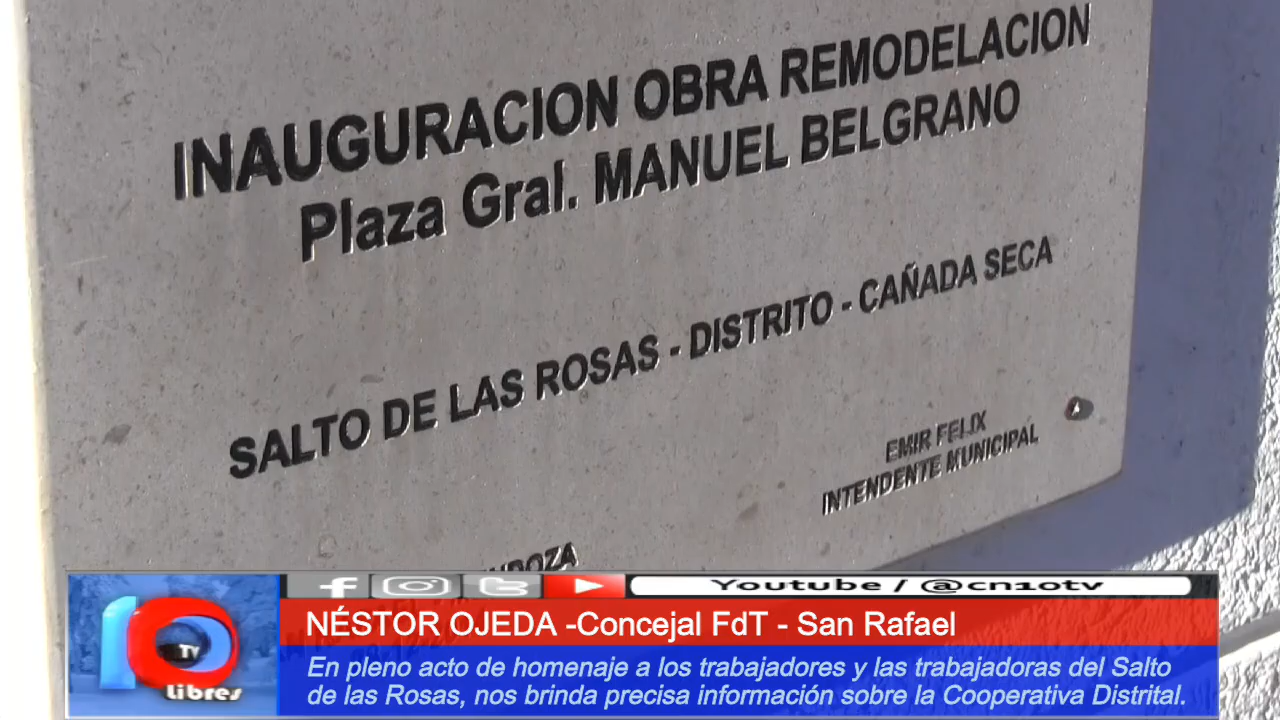 INAUGURACION OBRA REMODELACION
Plaza Gral. MANUEL BELGRANO
SALTO DE LAS ROSAS - DISTRITO - CAÑADA SECA
EMIR FELIX
INTENDENTE MUNICIPAL
Youtube / @cn10tv
NÉSTOR OJEDA -Concejal FdT - San Rafael
En pleno acto de homenaje a los trabajadores y las trabajadoras del Salto
de las Rosas, nos brinda precisa información sobre la Cooperativa Distrital.
10
TV
Libres